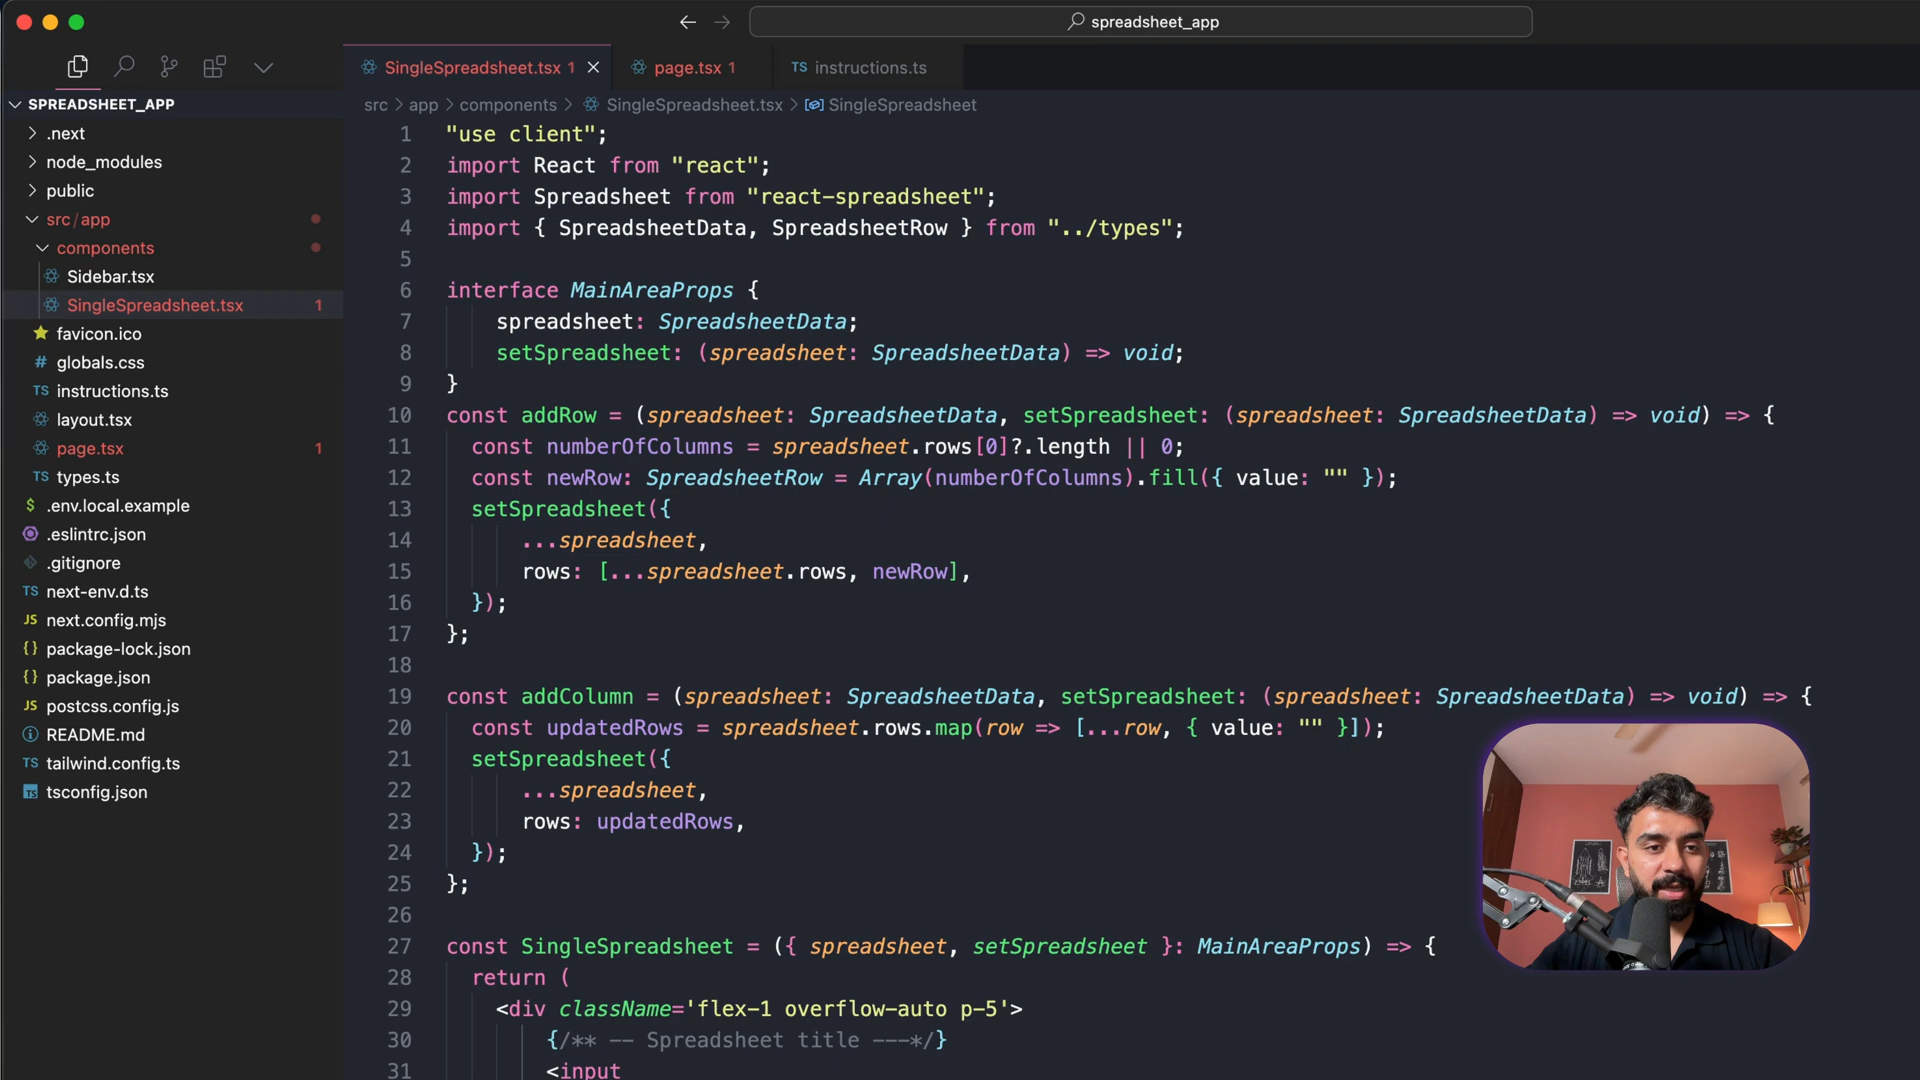 spreadsheet_app
SingleSpreadsheet.tsx 1
page.tsx 1
TS instructions.ts
SPREADSHEET_APP
src > app > components > SingleSpreadsheet.tsx > SingleSpreadsheet
.next
node_modules
public
src/app
components
Sidebar.tsx
SingleSpreadsheet.tsx 1
favicon.ico
# globals.css
TS instructions.ts
layout.tsx
page.tsx 1
TS types.ts
$ .env.local.example
.eslintrc.json
.gitignore
TS next-env.d.ts
JS next.config.mjs
{} package-lock.json
{} package.json
JS postcss.config.js
README.md
TS tailwind.config.ts
TS tsconfig.json
1 "use client";
2 import React from "react";
3 import Spreadsheet from "react-spreadsheet";
4 import { SpreadsheetData, SpreadsheetRow } from "../types";
5
6 interface MainAreaProps {
7 spreadsheet: SpreadsheetData;
8 setSpreadsheet: (spreadsheet: SpreadsheetData) => void;
9 }
10 const addRow = (spreadsheet: SpreadsheetData, setSpreadsheet: (spreadsheet: SpreadsheetData) => void) => {
11 const numberOfColumns = spreadsheet.rows[0]?.length || 0;
12 const newRow: SpreadsheetRow = Array(numberOfColumns).fill({ value: "" });
13 setSpreadsheet({
14 ...spreadsheet,
15 rows: [...spreadsheet.rows, newRow],
16 });
17 };
18
19 const addColumn = (spreadsheet: SpreadsheetData, setSpreadsheet: (spreadsheet: SpreadsheetData) => void) => {
20 const updatedRows = spreadsheet.rows.map(row => [...row, { value: "" }]);
21 setSpreadsheet({
22 ...spreadsheet,
23 rows: updatedRows,
24 });
25 };
26
27 const SingleSpreadsheet = ({ spreadsheet, setSpreadsheet }: MainAreaProps) => {
28 return (
29 <div className='flex-1 overflow-auto p-5'>
30 {/** -- Spreadsheet title ---*/}
31 <input